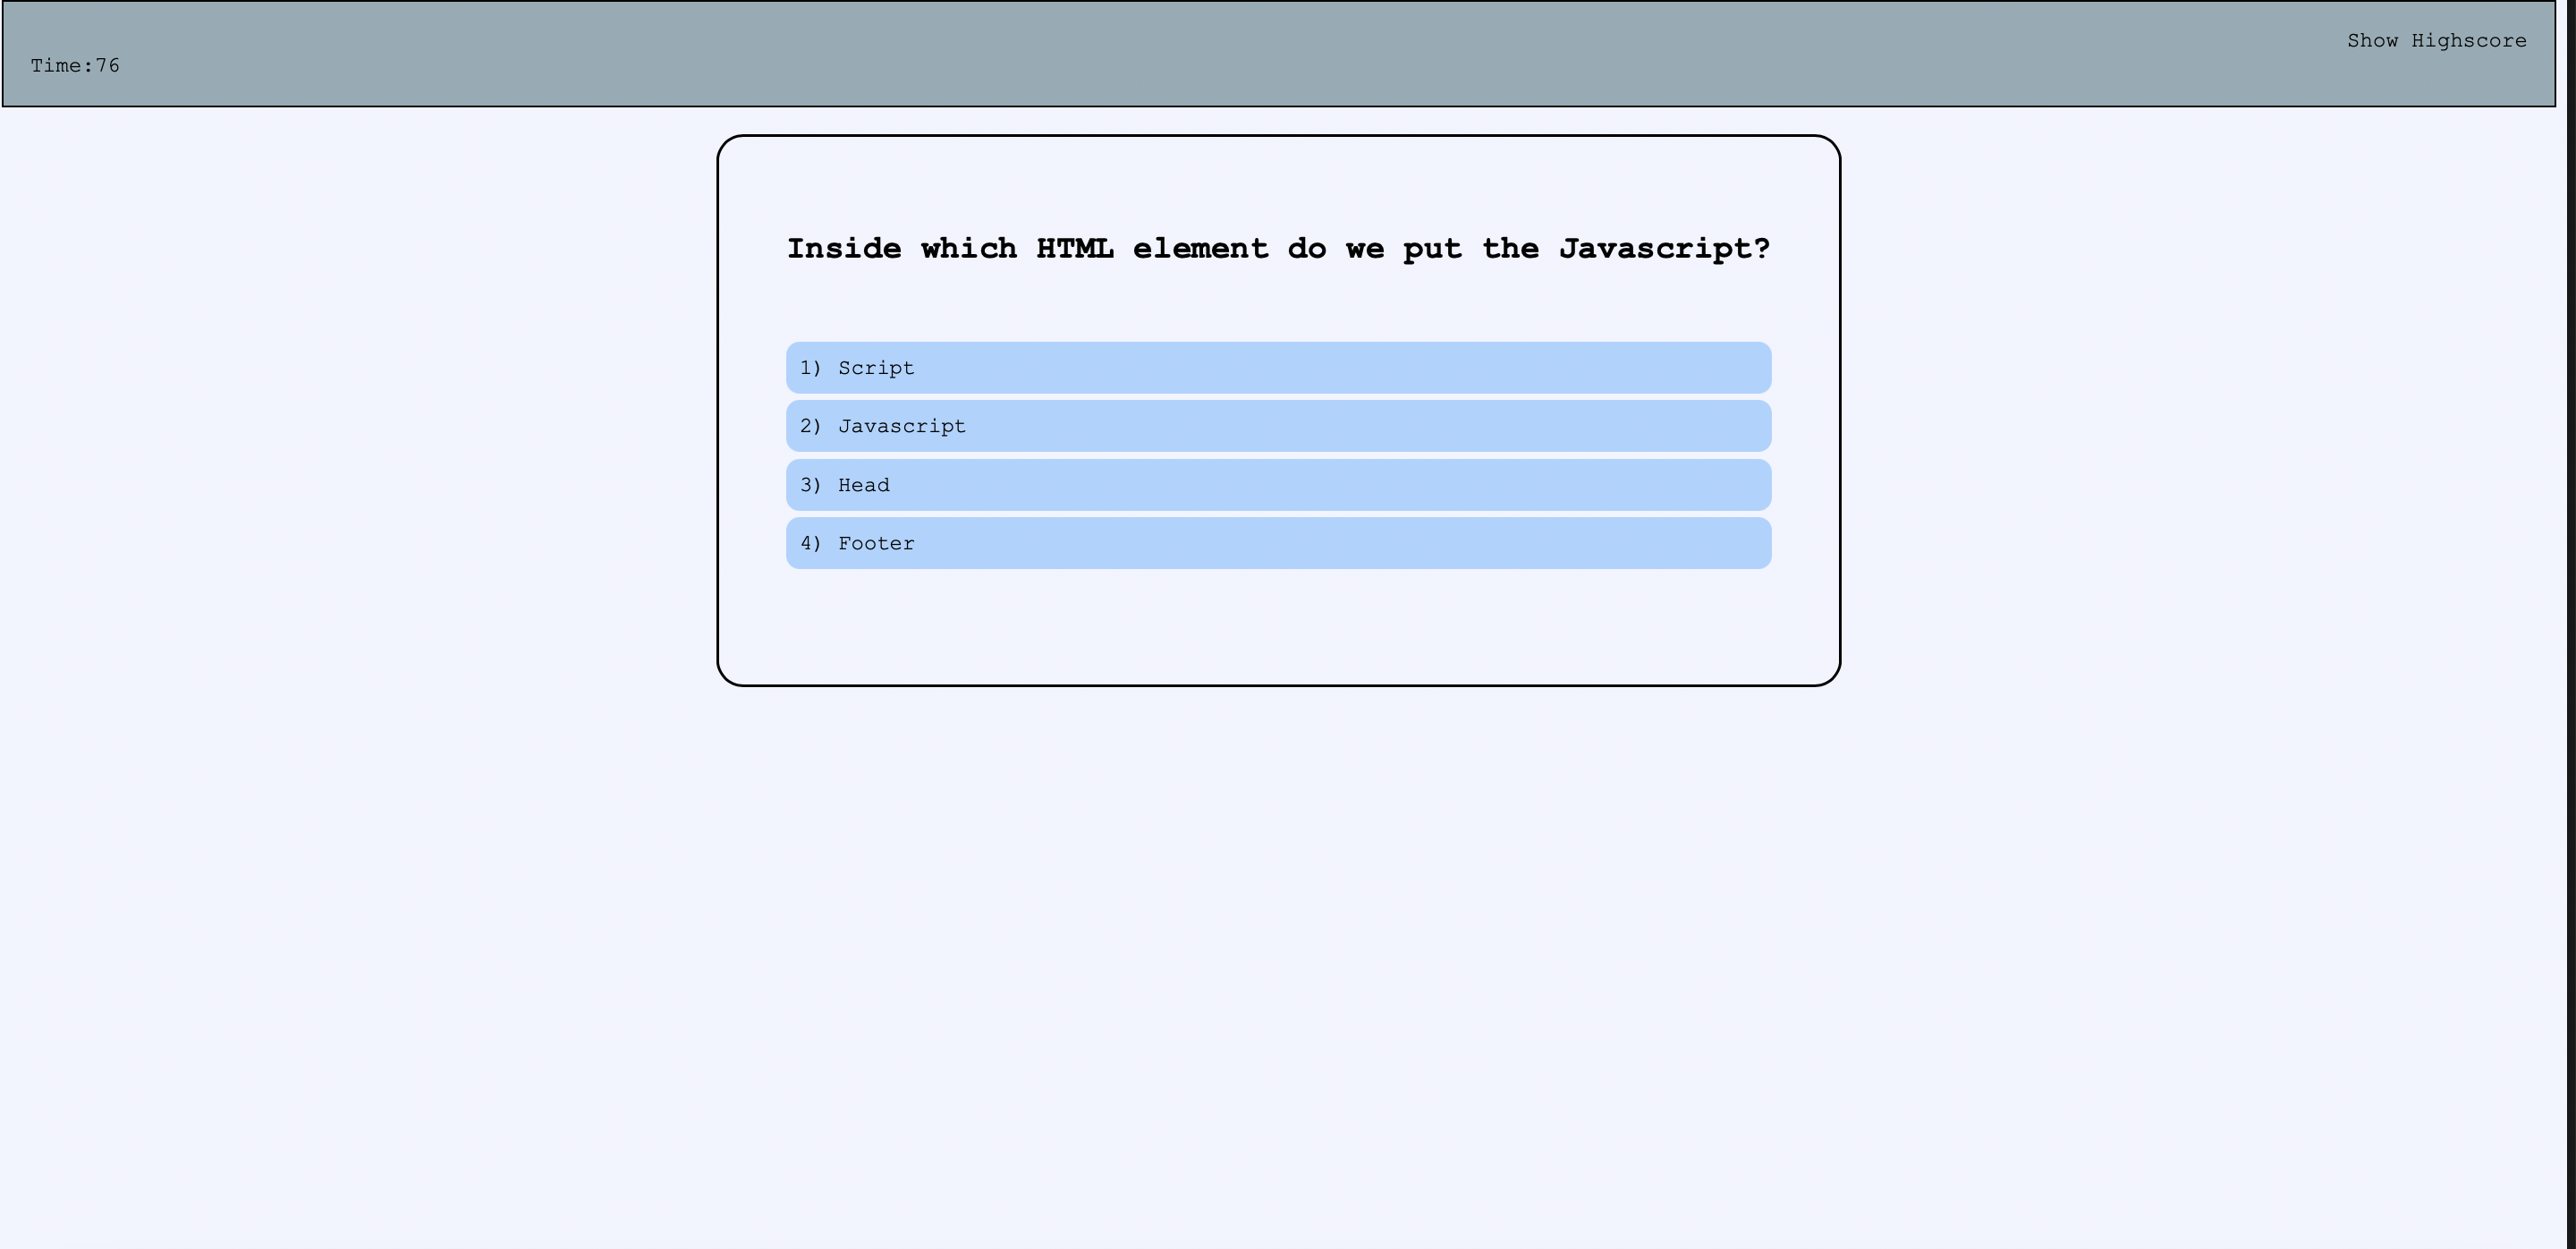 Show Highscore
Time:76
Inside which HTML element do we put the Javascript?
1) Script
2) Javascript
3) Head
4) Footer